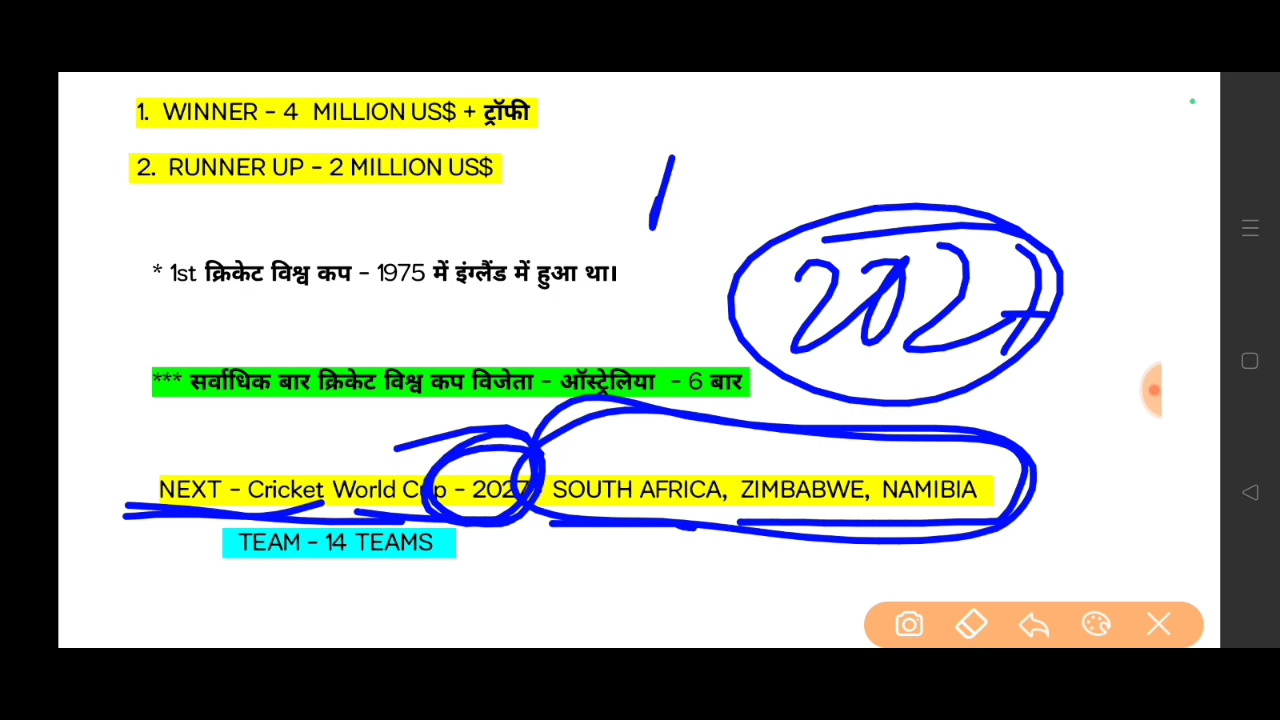 1. WINNER - 4 MILLION US$ + ट्रॉफी
2. RUNNER UP - 2 MILLION US$
* 1st क्रिकेट विश्व कप - 1975 में इंग्लैंड में हुआ था।
2027
*** सर्वाधिक बार क्रिकेट विश्व कप विजेता - ऑस्ट्रेलिया - 6 बार
NEXT - Cricket World Cup - 2027 - SOUTH AFRICA, ZIMBABWE, NAMIBIA
TEAM - 14 TEAMS